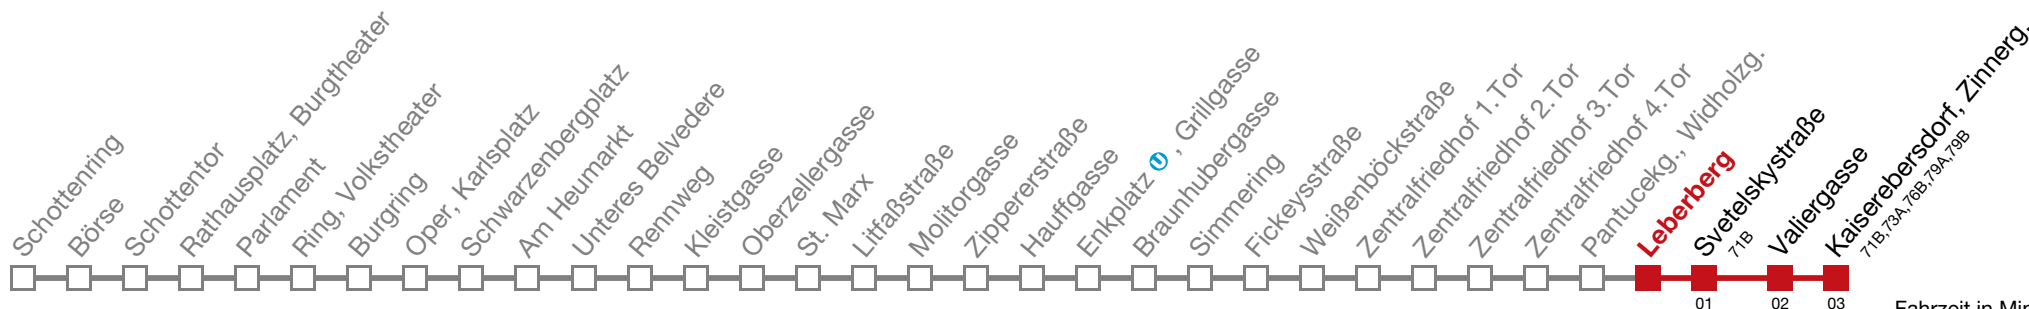 Schottenring
Börse
Schottentor
Rathausplatz, Burgtheater
Parlament
Ring, Volkstheater
Burgring
Oper, Karlsplatz
Schwarzenbergplatz
Am Heumarkt
Unteres Belvedere
Rennweg
Kleistgasse
Oberzellergasse
St. Marx
Litfaßstraße
Molitorgasse
Zippererstraße
Hauffgasse
Enkplatz U, Grillgasse
Braunhubergasse
Simmering
Fickeysstraße
Weißenböckstraße
Zentralfriedhof 1.Tor
Zentralfriedhof 2.Tor
Zentralfriedhof 3.Tor
Zentralfriedhof 4.Tor
Pantucekg., Widholzg.
Leberberg
Svetelskystraße
71B
Valiergasse
Kaiserebersdorf, Zinnerg.
71B,73A,76B,79A,79B
01 02 03
Fahrzeit in Min